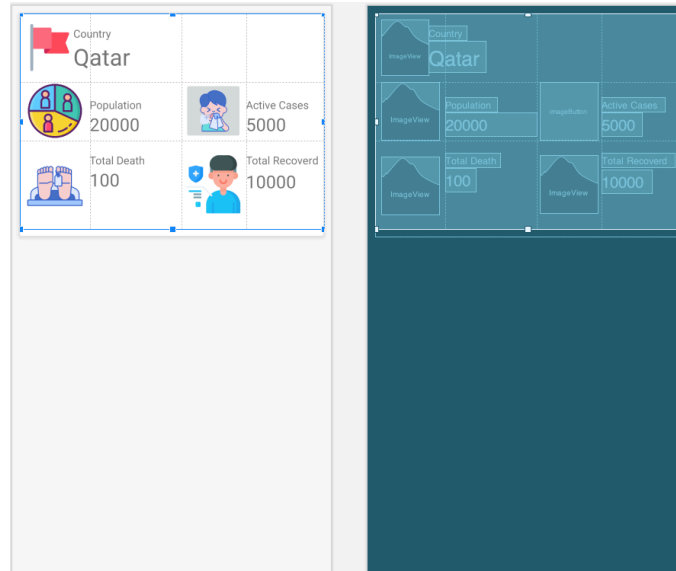 Country
Qatar
Population
20000
Active Cases
5000
Total Death
100
Total Recoverd
10000
ImageView
Country
Qatar
ImageView
Population
20000
ImageButton
Active Cases
5000
ImageView
Total Death
100
ImageView
Total Recoverd
10000